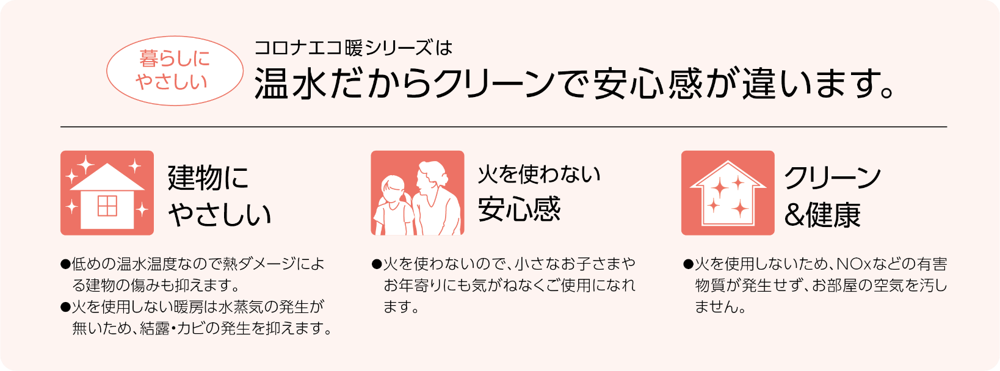 暮らしに
やさしい
コロナエコ暖シリーズは
温水だからクリーンで安心感が違います。
建物に
やさしい
●低めの温水温度なので熱ダメージによ
る建物の傷みも抑えます。
●火を使用しない暖房は水蒸気の発生が
無いため、結露・カビの発生を抑えます。
火を使わない
安心感
●火を使わないので、小さなお子さまや
お年寄りにも気がねなくご使用になれ
ます。
クリーン
&健康
●火を使用しないため、NOxなどの有害
物質が発生せず、お部屋の空気を汚し
ません。